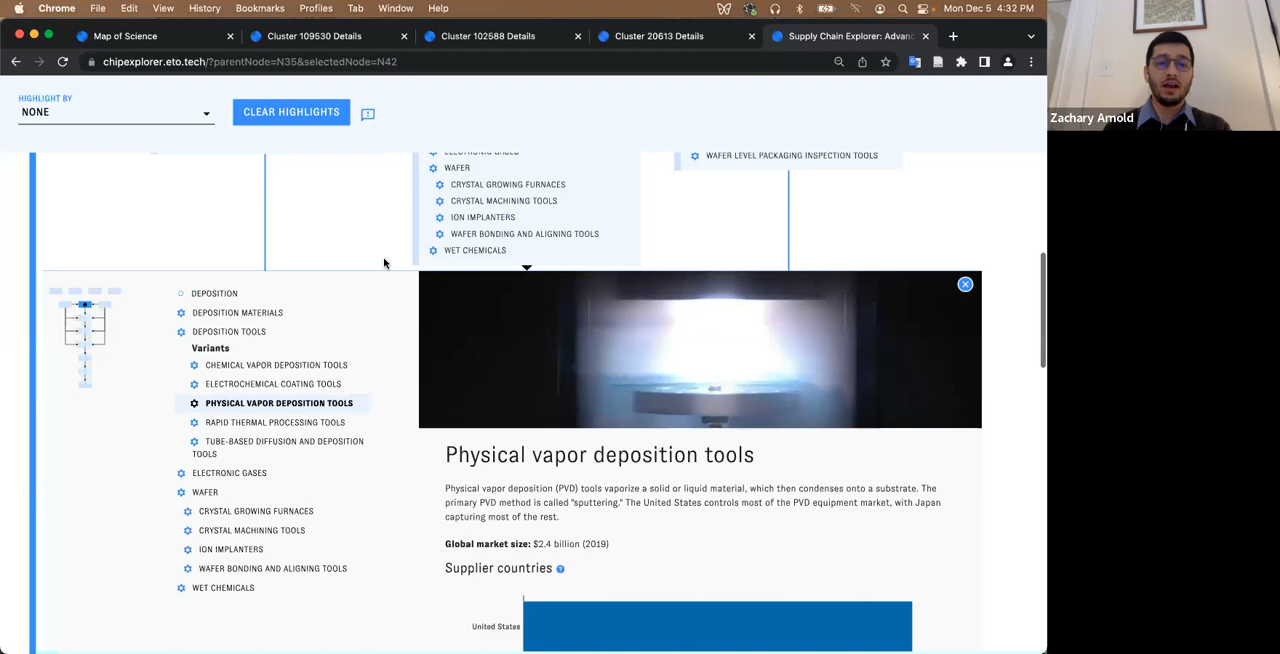 Chrome File Edit View History Bookmarks Profiles Tab Window Help Mon Dec 5 4:32 PM
Map of Science Cluster 109530 Details Cluster 102588 Details Cluster 20613 Details Supply Chain Explorer: Advan
chipexplorer.eto.tech/?parentNode=N35&selectedNode=N42
Zachary Arnold
HIGHLIGHT BY
NONE
CLEAR HIGHLIGHTS
ELECTRONIC GASES
WAFER
CRYSTAL GROWING FURNACES
CRYSTAL MACHINING TOOLS
ION IMPLANTERS
WAFER BONDING AND ALIGNING TOOLS
WET CHEMICALS
WAFER LEVEL PACKAGING INSPECTION TOOLS
DEPOSITION
DEPOSITION MATERIALS
DEPOSITION TOOLS
Variants
CHEMICAL VAPOR DEPOSITION TOOLS
ELECTROCHEMICAL COATING TOOLS
PHYSICAL VAPOR DEPOSITION TOOLS
RAPID THERMAL PROCESSING TOOLS
TUBE-BASED DIFFUSION AND DEPOSITION
TOOLS
ELECTRONIC GASES
WAFER
CRYSTAL GROWING FURNACES
CRYSTAL MACHINING TOOLS
ION IMPLANTERS
WAFER BONDING AND ALIGNING TOOLS
WET CHEMICALS
Physical vapor deposition tools
Physical vapor deposition (PVD) tools vaporize a solid or liquid material, which then condenses onto a substrate. The
primary PVD method is called "sputtering." The United States controls most of the PVD equipment market, with Japan
capturing most of the rest.
Global market size: $2.4 billion (2019)
Supplier countries
United States